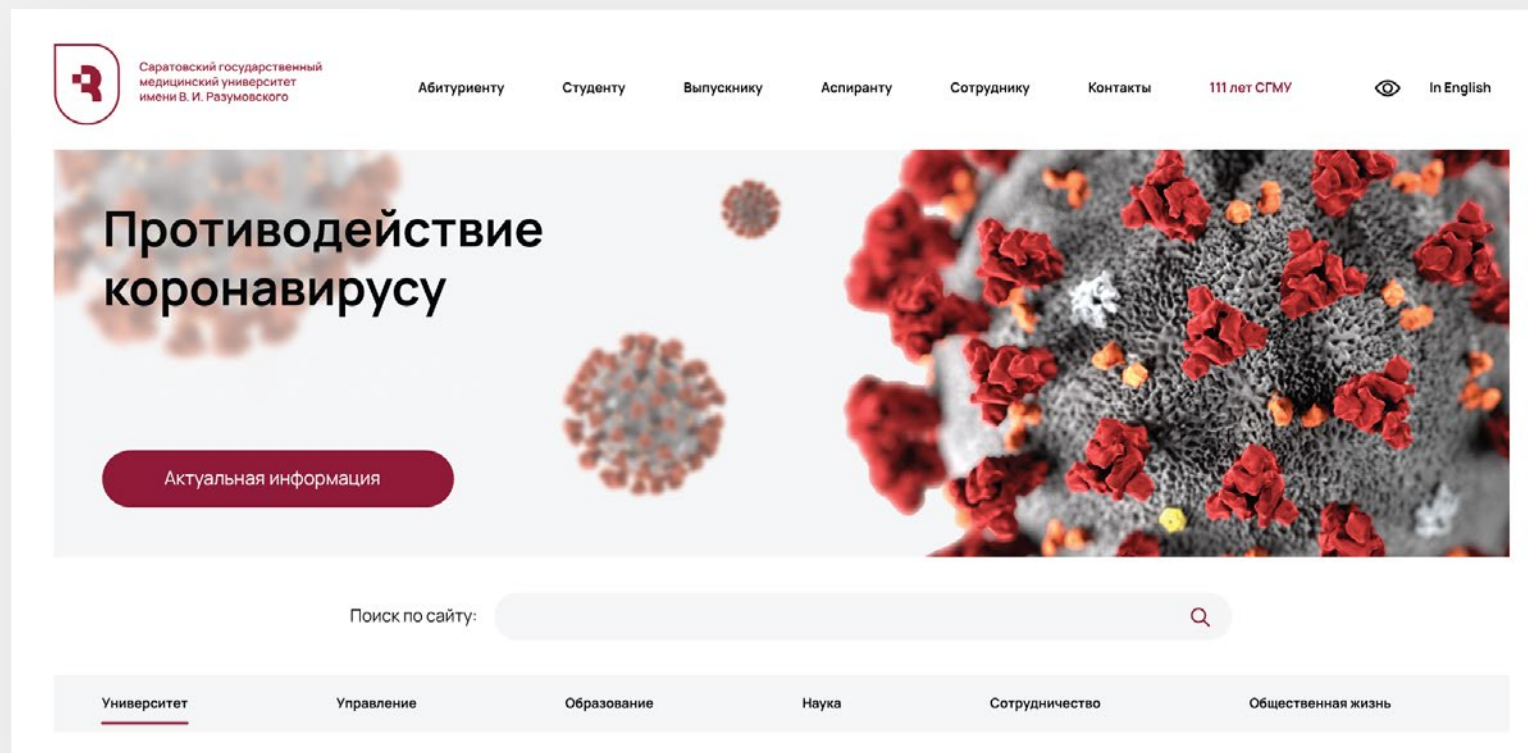 Саратовский государственный
медицинский университет
имени В. И. Разумовского
Абитуриенту Студенту Выпускнику Аспиранту Сотруднику Контакты 111 лет СГМУ In English
Противодействие
коронавирусу
Актуальная информация
Поиск по сайту:
Университет Управление Образование Наука Сотрудничество Общественная жизнь